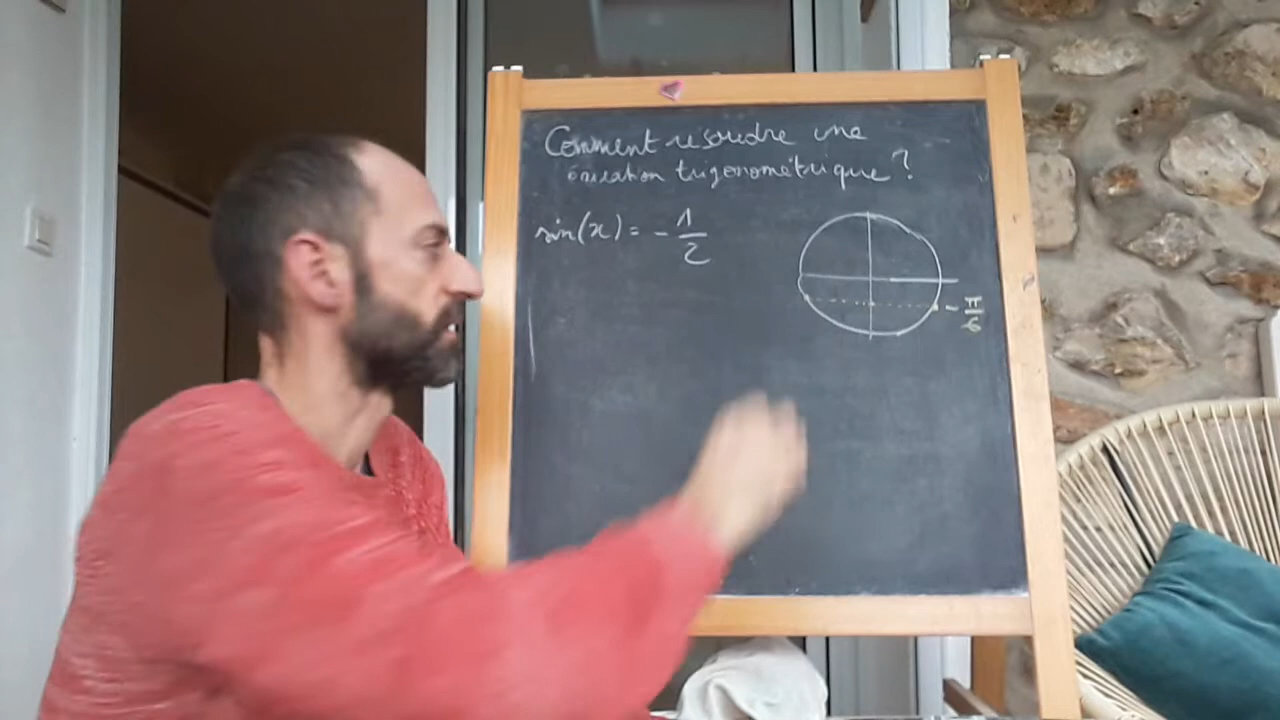 Comment résoudre une
équation trigonométrique ?
sin(x) = - 1/2
- π/6